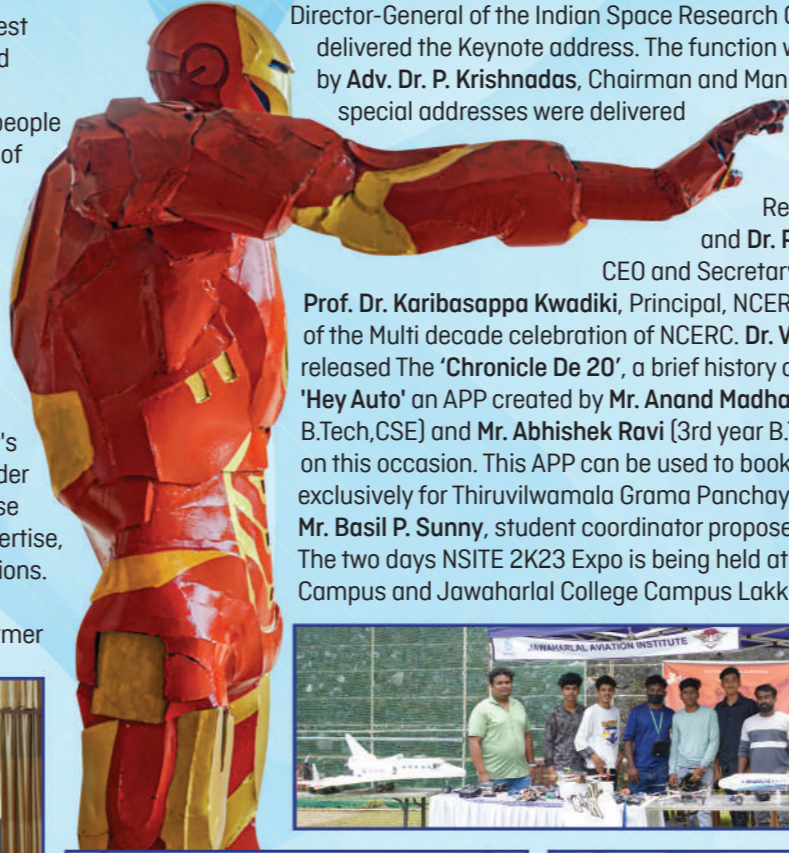 est
d
people
of
's
der
se
ertise,
ions.
rmer
Director-General of the Indian Space Research
delivered the Keynote address. The function
by Adv. Dr. P. Krishnadas, Chairman and Man
special addresses were delivered
Re
and Dr. P
CEO and Secretary
Prof. Dr. Karibasappa Kwadiki, Principal, NCER
of the Multi decade celebration of NCERC. Dr. V
released The ‘Chronicle De 20’, a brief history
'Hey Auto' an APP created by Mr. Anand Madha
B.Tech,CSE) and Mr. Abhishek Ravi (3rd year B.
on this occasion. This APP can be used to book
exclusively for Thiruvilwamala Grama Panchay
Mr. Basil P. Sunny, student coordinator propose
The two days NSITE 2K23 Expo is being held at
Campus and Jawaharlal College Campus Lakk
JAWAHARLAL AVIATION INSTITUTE